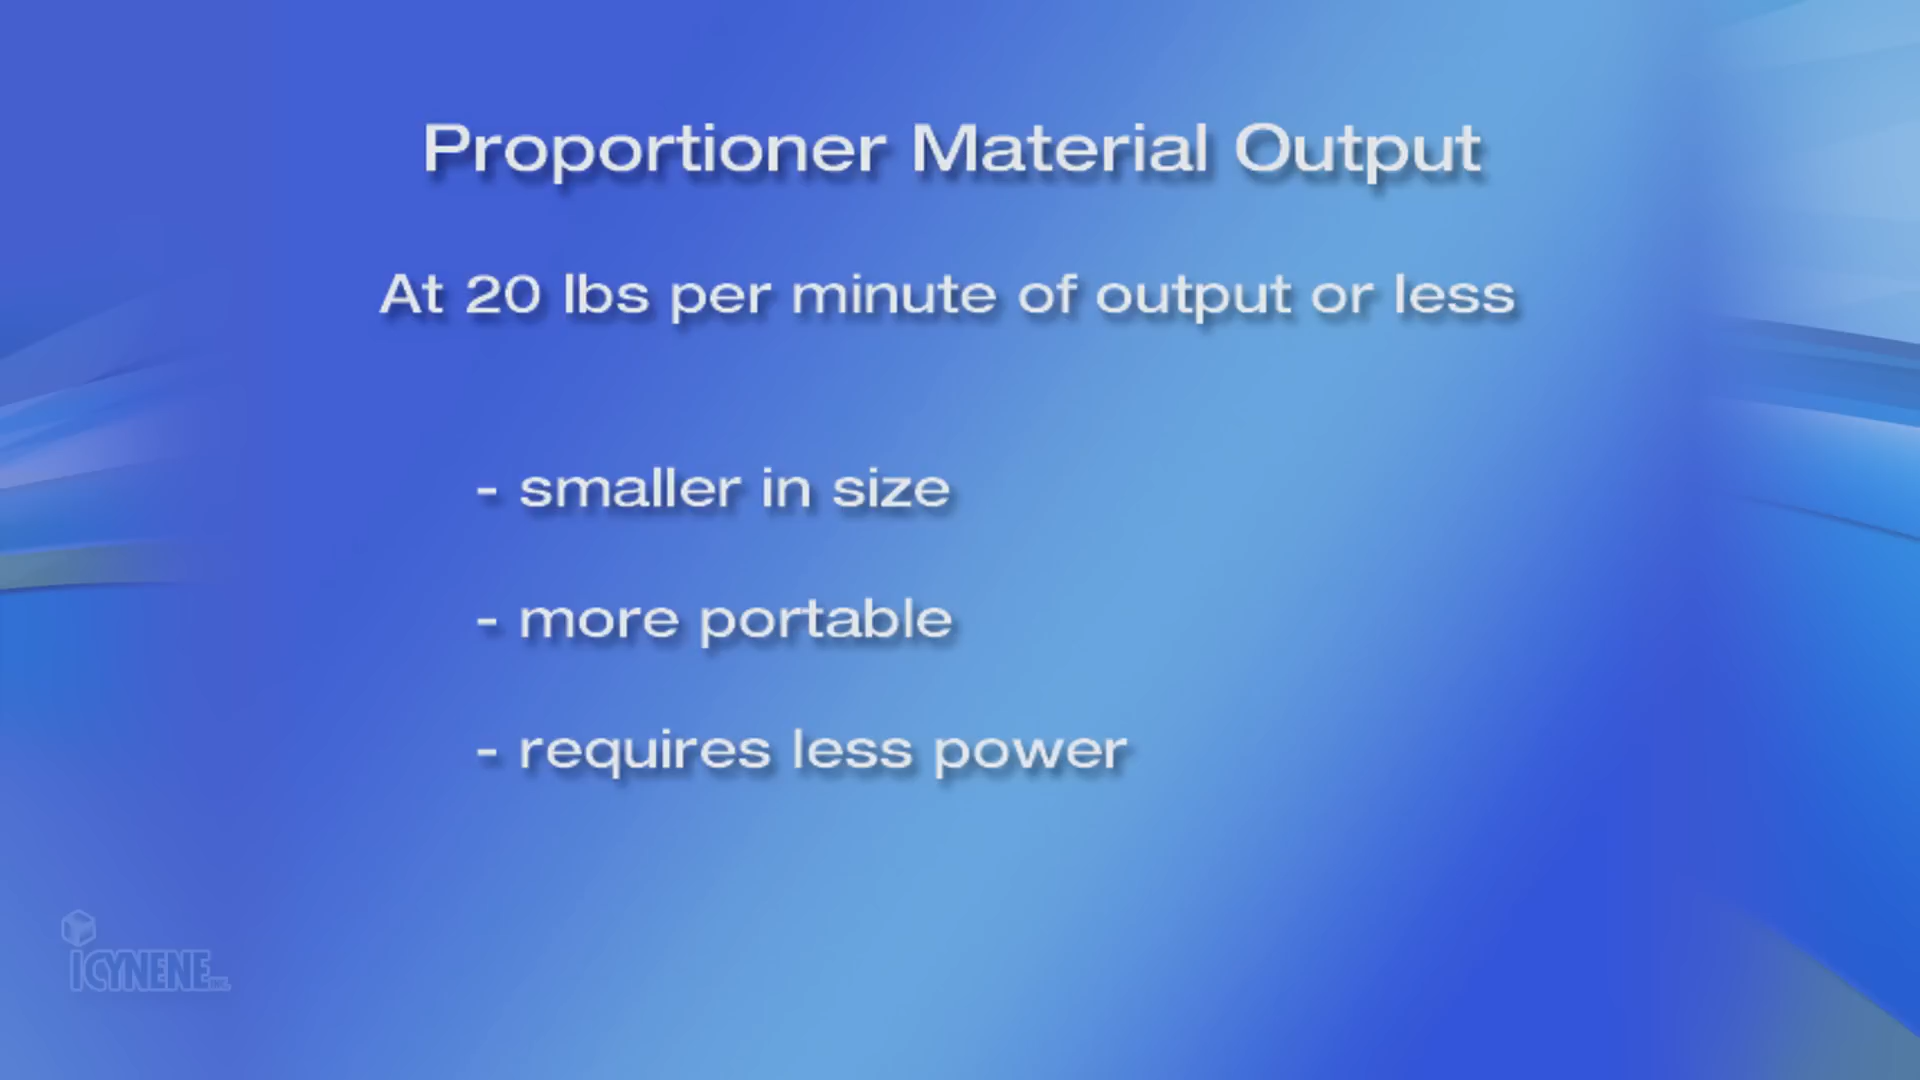 Proportioner Material Output
At 20 lbs per minute of output or less
- smaller in size
- more portable
- requires less power
iCYNENE INC.